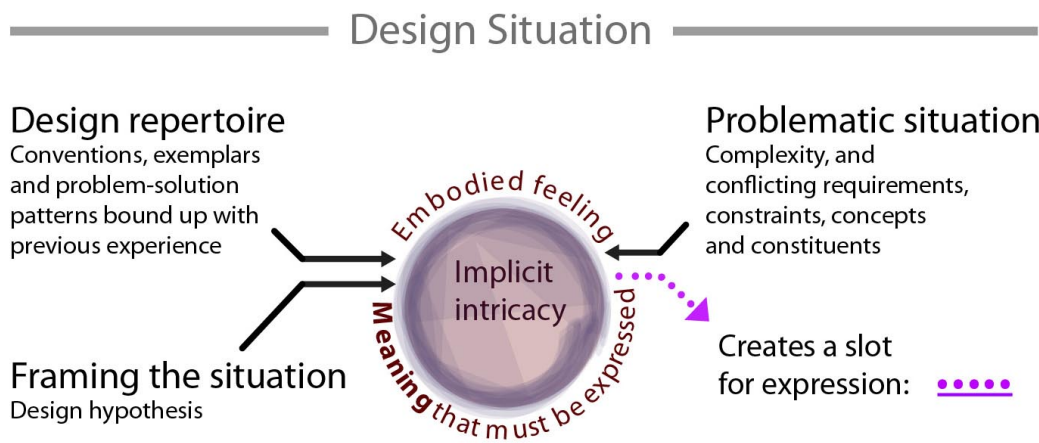 Design Situation
Design repertoire
Conventions, exemplars
and problem-solution
patterns bound up with
previous experience
Problematic situation
Complexity, and
conflicting requirements,
constraints, concepts
and constituents
Embodied feeling
Implicit
intricacy
Meaning that must be expressed
Framing the situation
Design hypothesis
Creates a slot
for expression: